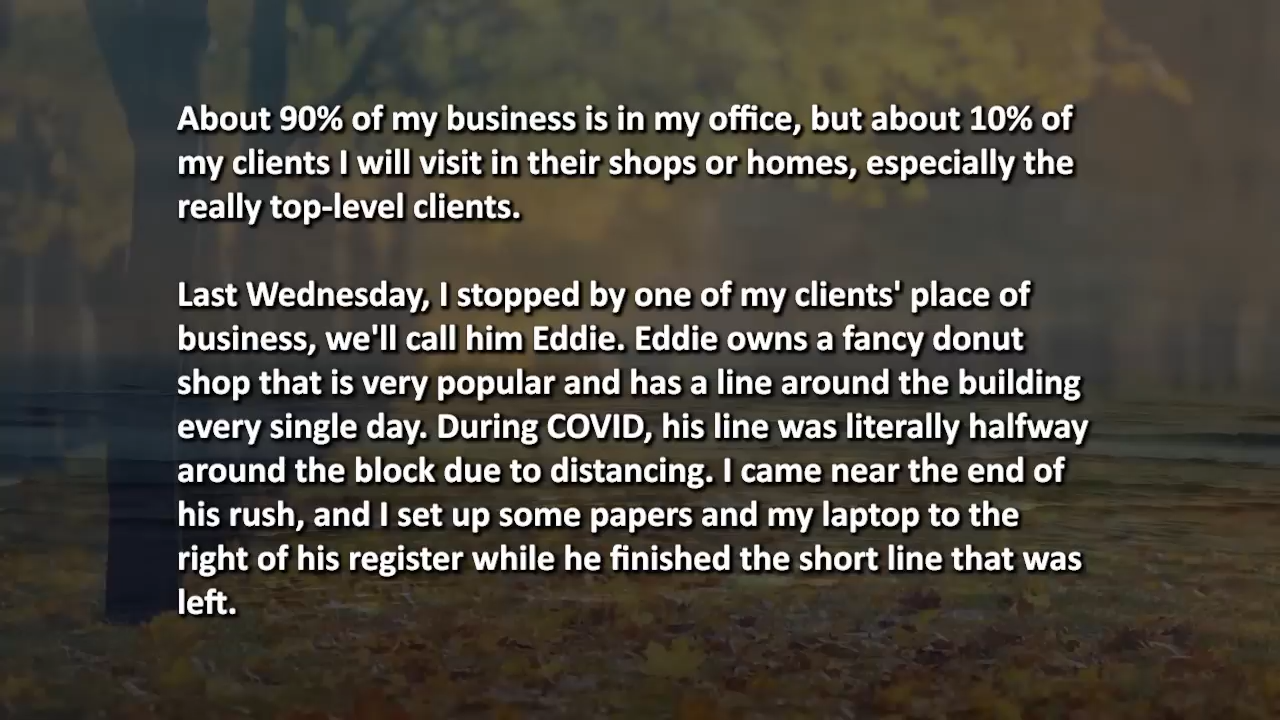 About 90% of my business is in my office, but about 10% of
my clients I will visit in their shops or homes, especially the
really top-level clients.
Last Wednesday, I stopped by one of my clients' place of
business, we'll call him Eddie. Eddie owns a fancy donut
shop that is very popular and has a line around the building
every single day. During COVID, his line was literally halfway
around the block due to distancing. I came near the end of
his rush, and I set up some papers and my laptop to the
right of his register while he finished the short line that was
left.